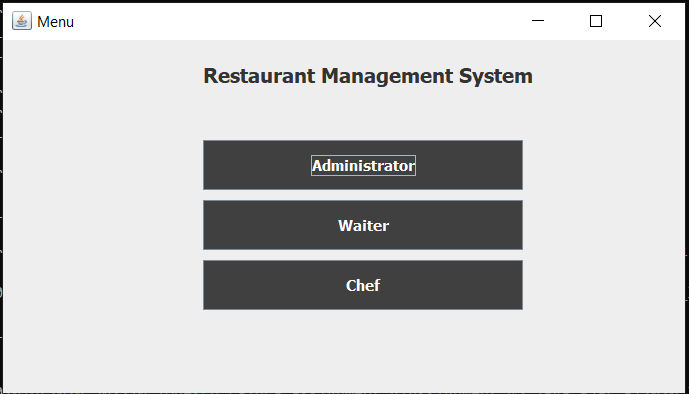 Menu
Restaurant Management System
Administrator
Waiter
Chef